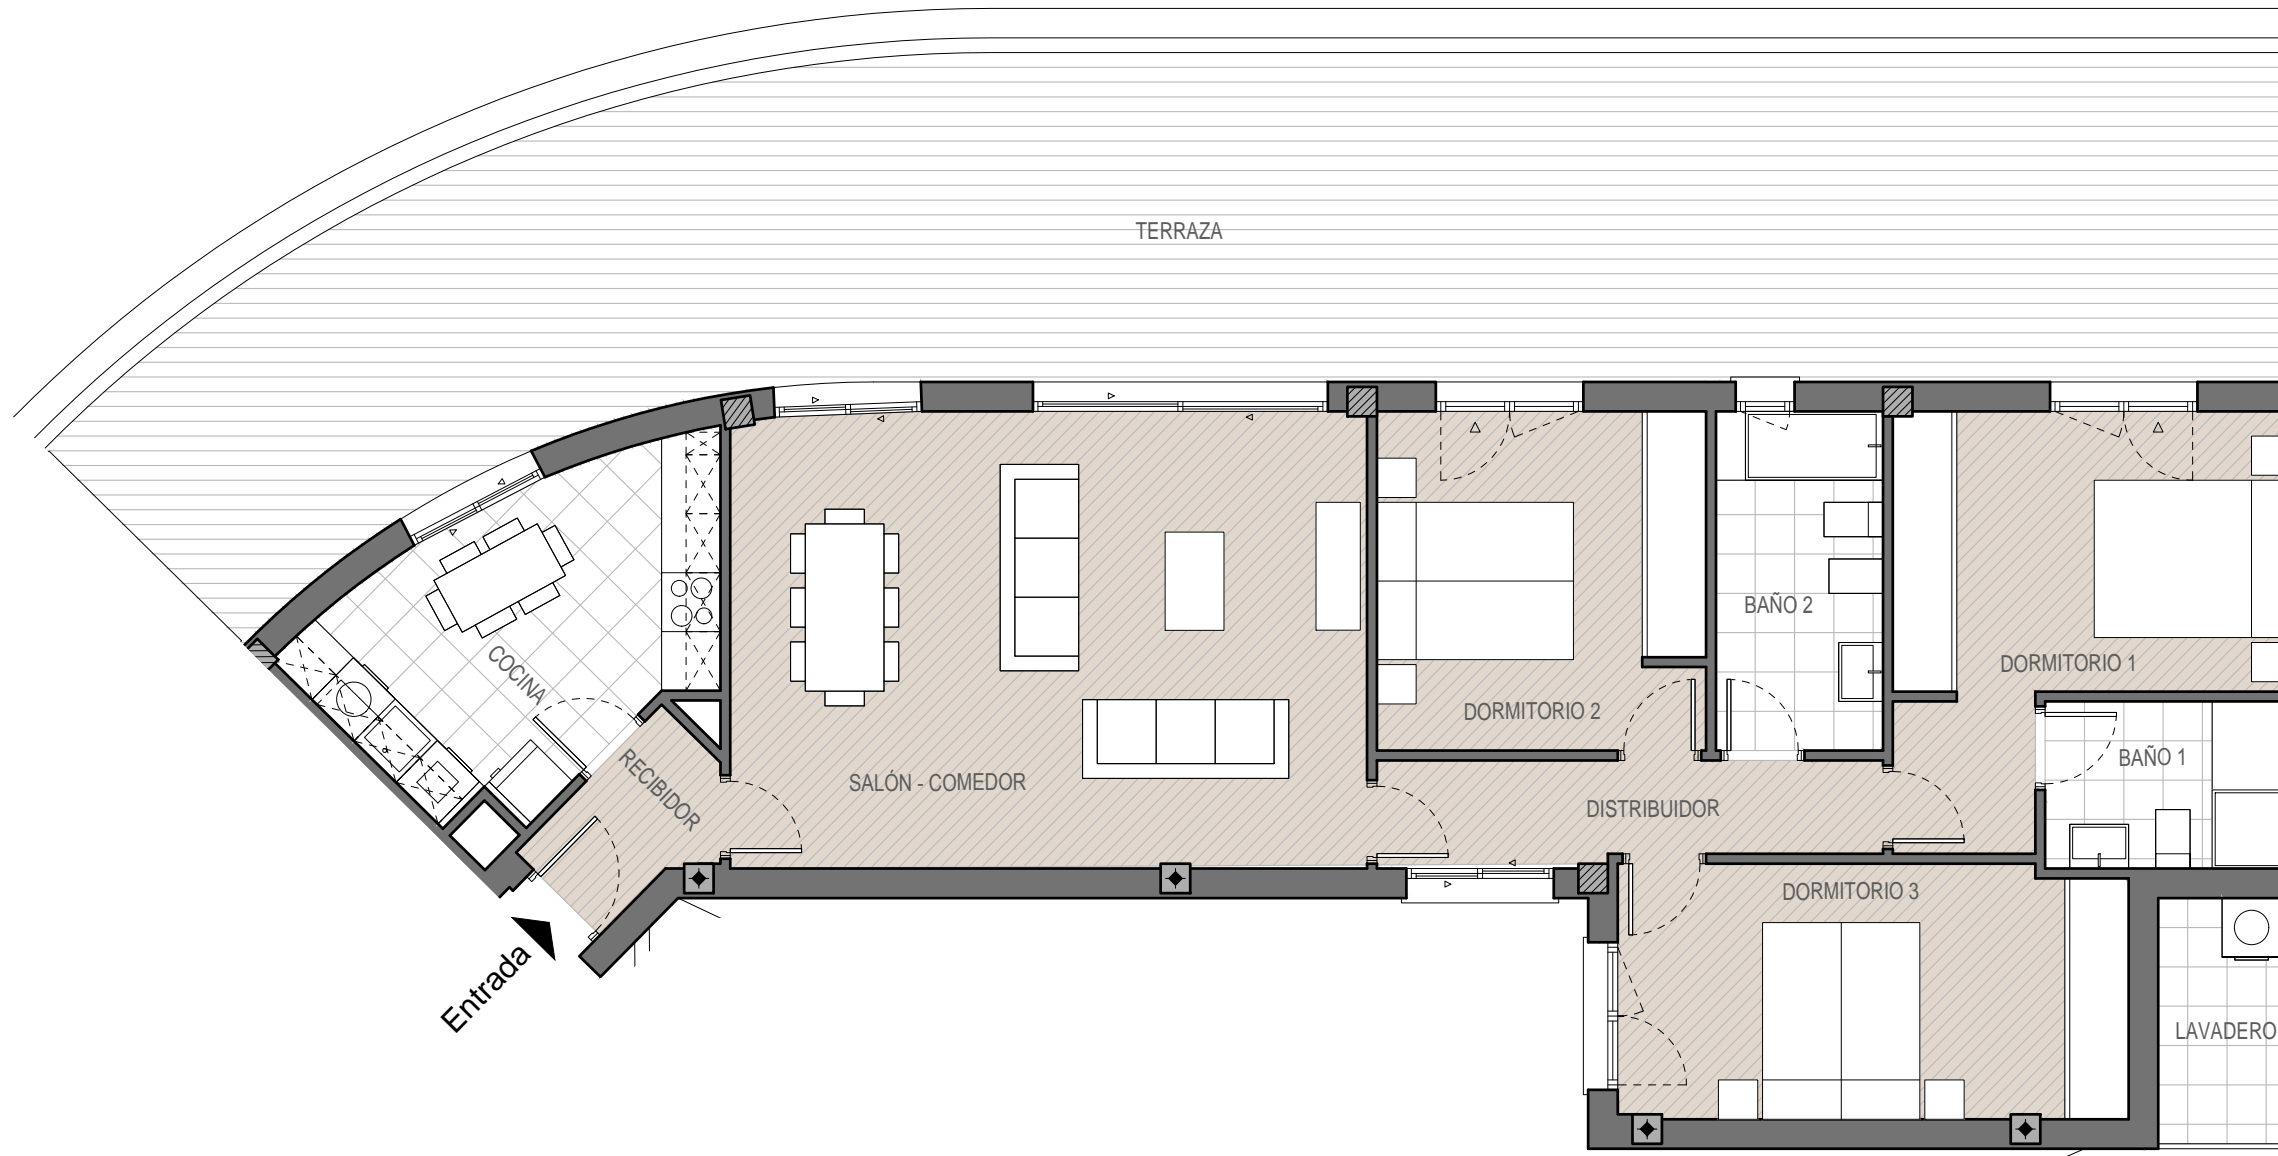 TERRAZA
BAÑO 2
COCINA
DORMITORIO 1
DORMITORIO 2
RECIBIDOR
SALÓN - COMEDOR
BAÑO 1
DISTRIBUIDOR
DORMITORIO 3
Entrada
LAVADERO